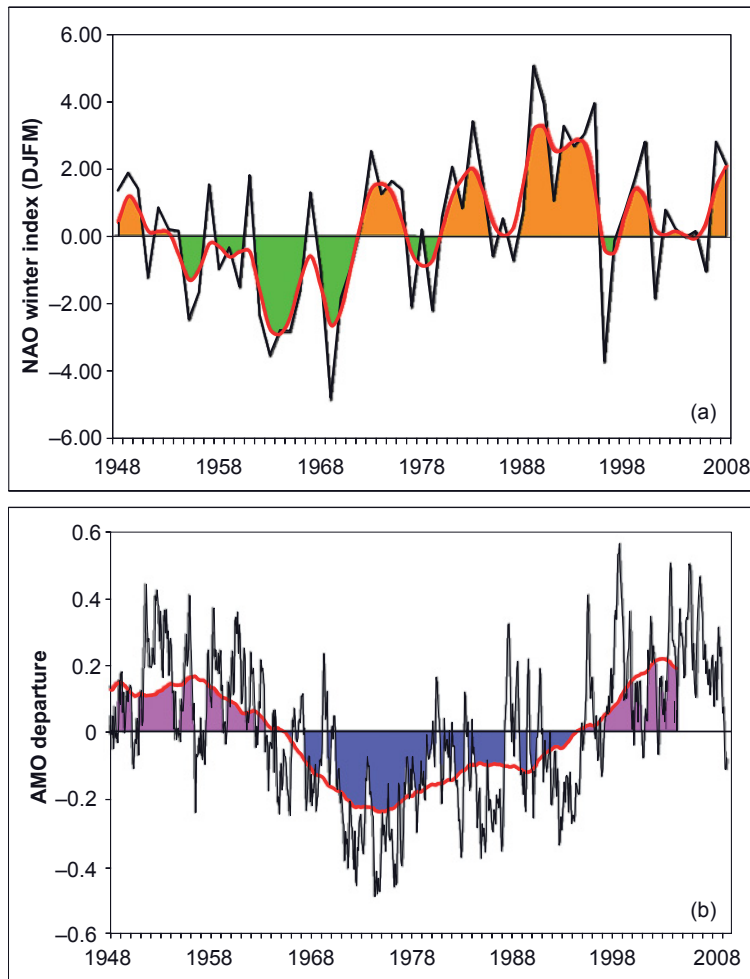 6.00
4.00
2.00
0.00
–2.00
–4.00
–6.00
NAO winter index (DJFM)
(a)
1948 1958 1968 1978 1988 1998 2008
0.6
0.4
0.2
0
–0.2
–0.4
–0.6
AMO departure
(b)
1948 1958 1968 1978 1988 1998 2008